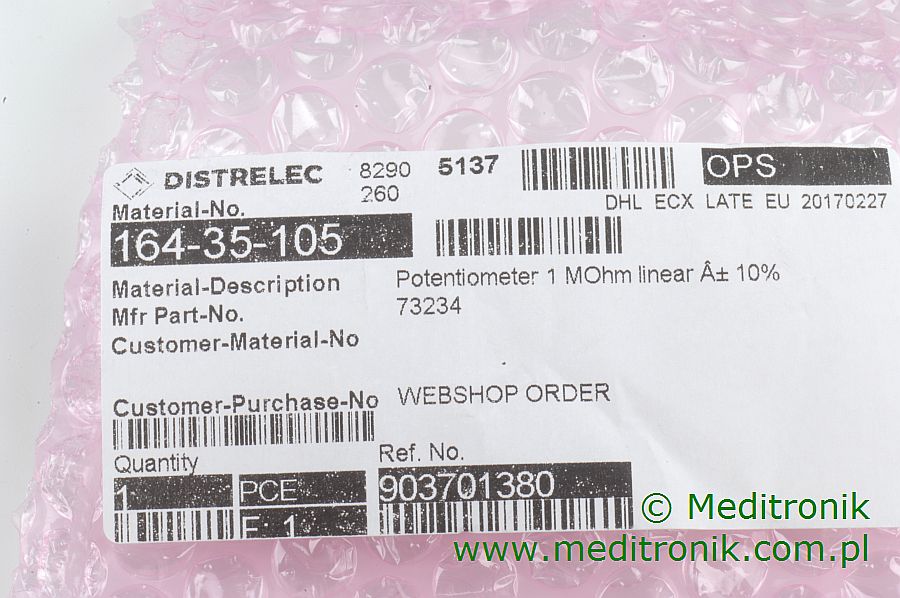 DISTRELEC 8290 5137 OPS
260
DHL ECX LATE EU 20170227
Material-No.
164-35-105
Material-Description Potentiometer 1 MOhm linear Â± 10%
Mfr Part-No. 73234
Customer-Material-No
Customer-Purchase-No WEBSHOP ORDER
Quantity Ref. No.
1 PCE 903701380
F: 1
© Meditronik
www.meditronik.com.pl